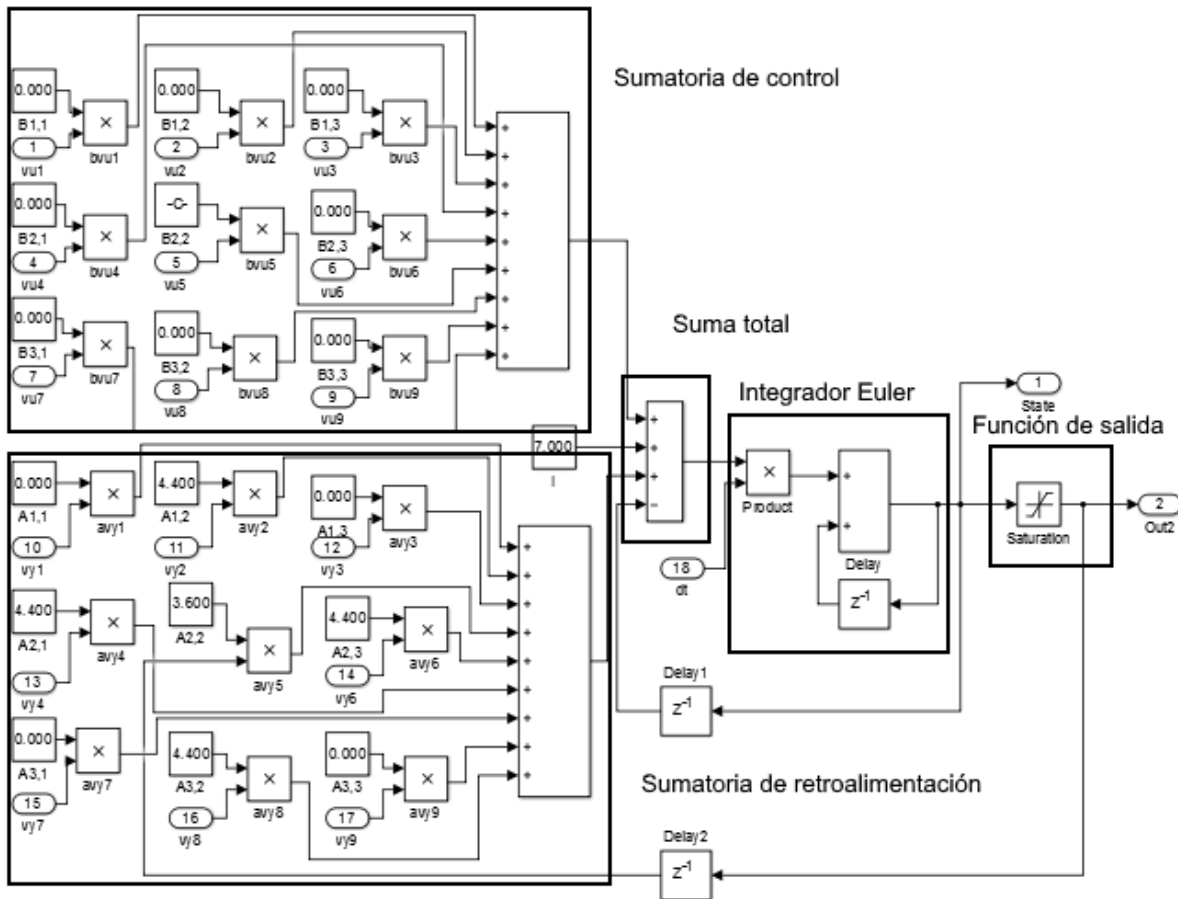 Sumatoria de control
0.000
B1,1
1
vu1
×
bvu1
0.000
B1,2
2
vu2
×
bvu2
0.000
B1,3
3
vu3
×
bvu3
0.000
B2,1
4
vu4
×
bvu4
-C-
B2,2
5
vu5
×
bvu5
0.000
B2,3
6
vu6
×
bvu6
0.000
B3,1
7
vu7
×
bvu7
0.000
B3,2
8
vu8
×
bvu8
0.000
B3,3
9
vu9
×
bvu9
+
+
+
+
+
+
+
+
+
Suma total
7.000
I
+
+
+
−
Integrador Euler
×
Product
18
dt
+
+
Delay
Z⁻¹
1
State
Función de salida
Saturation
2
Out2
0.000
A1,1
10
vy1
×
avy1
4.400
A1,2
11
vy2
×
avy2
0.000
A1,3
12
vy3
×
avy3
4.400
A2,1
13
vy4
×
avy4
3.600
A2,2
×
avy5
4.400
A2,3
14
vy6
×
avy6
0.000
A3,1
15
vy7
×
avy7
4.400
A3,2
16
vy8
×
avy8
0.000
A3,3
17
vy9
×
avy9
+
+
+
+
+
+
+
+
+
Delay1
Z⁻¹
Sumatoria de retroalimentación
Delay2
Z⁻¹